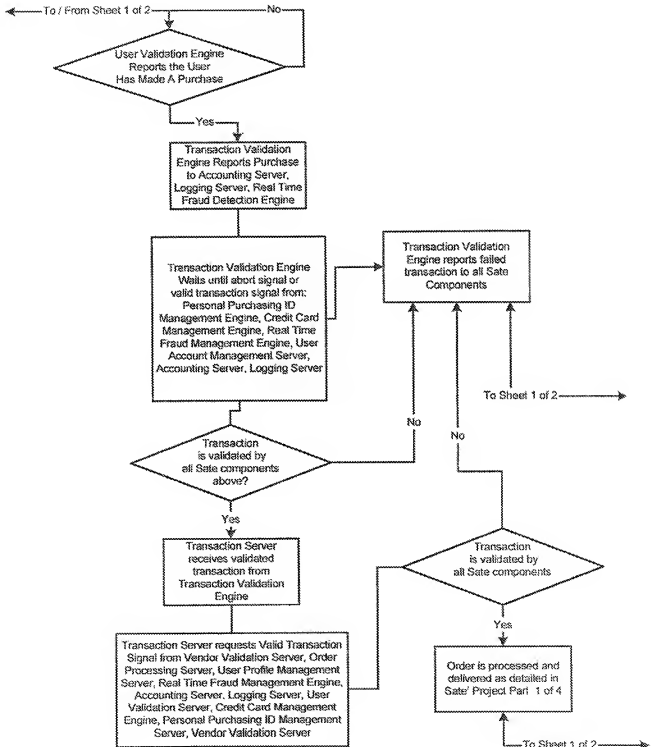 To / From Sheet 1 of 2
No
User Validation Engine
Reports the User
Has Made A Purchase
Yes
Transaction Validation
Engine Reports Purchase
to Accounting Server,
Logging Server, Real Time
Fraud Detection Engine
Transaction Validation Engine
Waits until abort signal or
valid transaction signal from:
Personal Purchasing ID
Management Engine, Credit Card
Management Engine, Real Time
Fraud Management Engine, User
Account Management Server,
Accounting Server, Logging Server
Transaction Validation
Engine reports failed
transaction to all Sate
Components
To Sheet 1 of 2
No
No
Transaction
is validated by
all Sate components
above?
Yes
Transaction Server
receives validated
transaction from
Transaction Validation
Engine
Transaction
is validated by
all Sate components
Yes
Transaction Server requests Valid Transaction
Signal from Vendor Validation Server, Order
Processing Server, User Profile Management
Server, Real Time Fraud Management Engine,
Accounting Server, Logging Server, User
Validation Server, Credit Card Management
Engine, Personal Purchasing ID Management
Server, Vendor Validation Server
Order is processed and
delivered as detailed in
Sate' Project Part 1 of 4
To Sheet 1 of 2